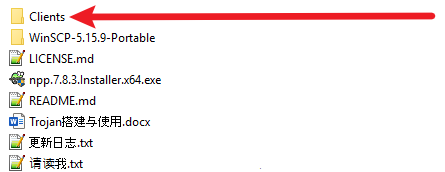 Clients
WinSCP-5.15.9-Portable
LICENSE.md
npp.7.8.3.Installer.x64.exe
README.md
Trojan搭建与使用.docx
更新日志.txt
请读我.txt